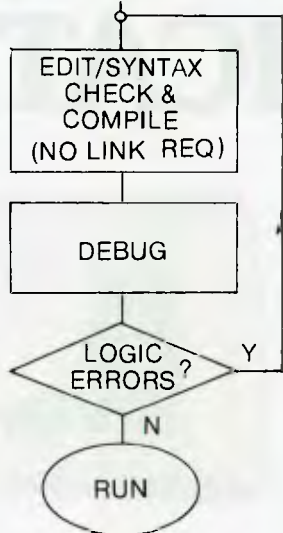 EDIT/SYNTAX
CHECK &
COMPILE
(NO LINK REQ)
DEBUG
LOGIC
ERRORS?
Y
N
RUN